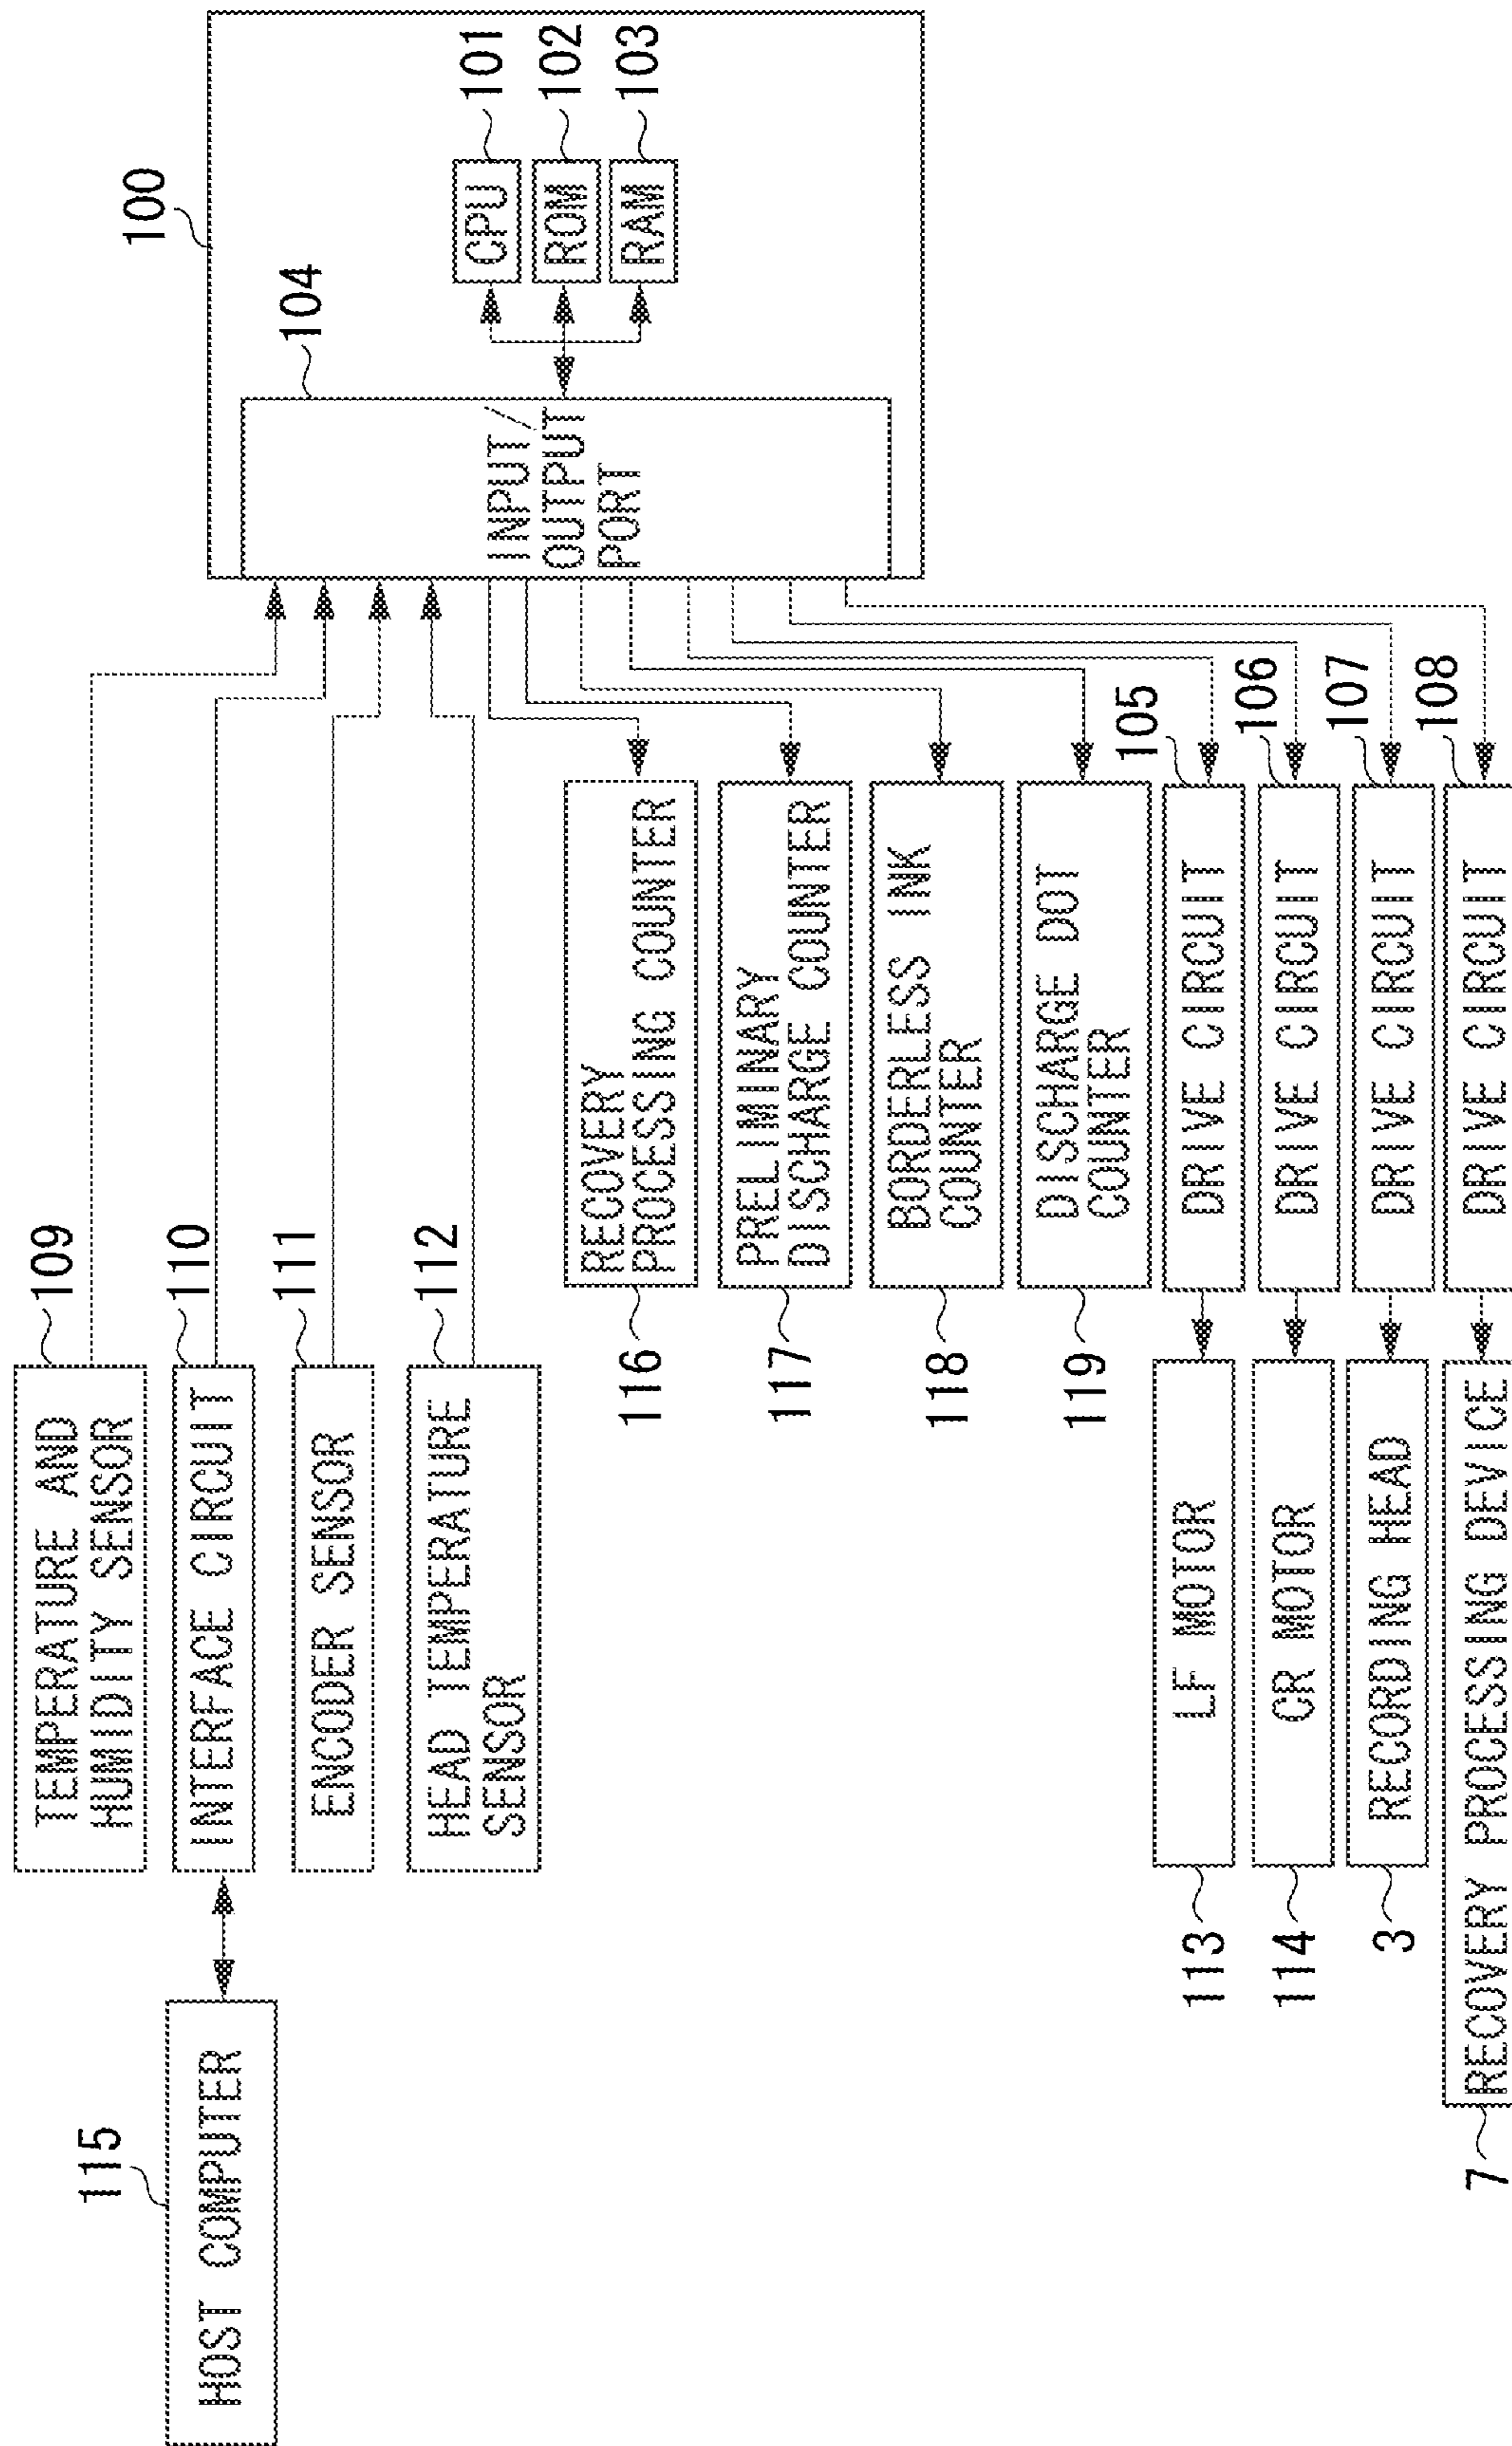 115
HOST COMPUTER
109
TEMPERATURE AND
HUMIDITY SENSOR
110
INTERFACE CIRCUIT
111
ENCODER SENSOR
112
HEAD TEMPERATURE
SENSOR
100
104
INPUT/
OUTPUT
PORT
CPU
101
ROM
102
RAM
103
116
RECOVERY
PROCESSING COUNTER
117
PRELIMINARY
DISCHARGE COUNTER
118
BORDERLESS INK
COUNTER
119
DISCHARGE DOT
COUNTER
113
LF MOTOR
DRIVE CIRCUIT
105
114
CR MOTOR
DRIVE CIRCUIT
106
3
RECORDING HEAD
DRIVE CIRCUIT
107
7
RECOVERY PROCESSING DEVICE
DRIVE CIRCUIT
108